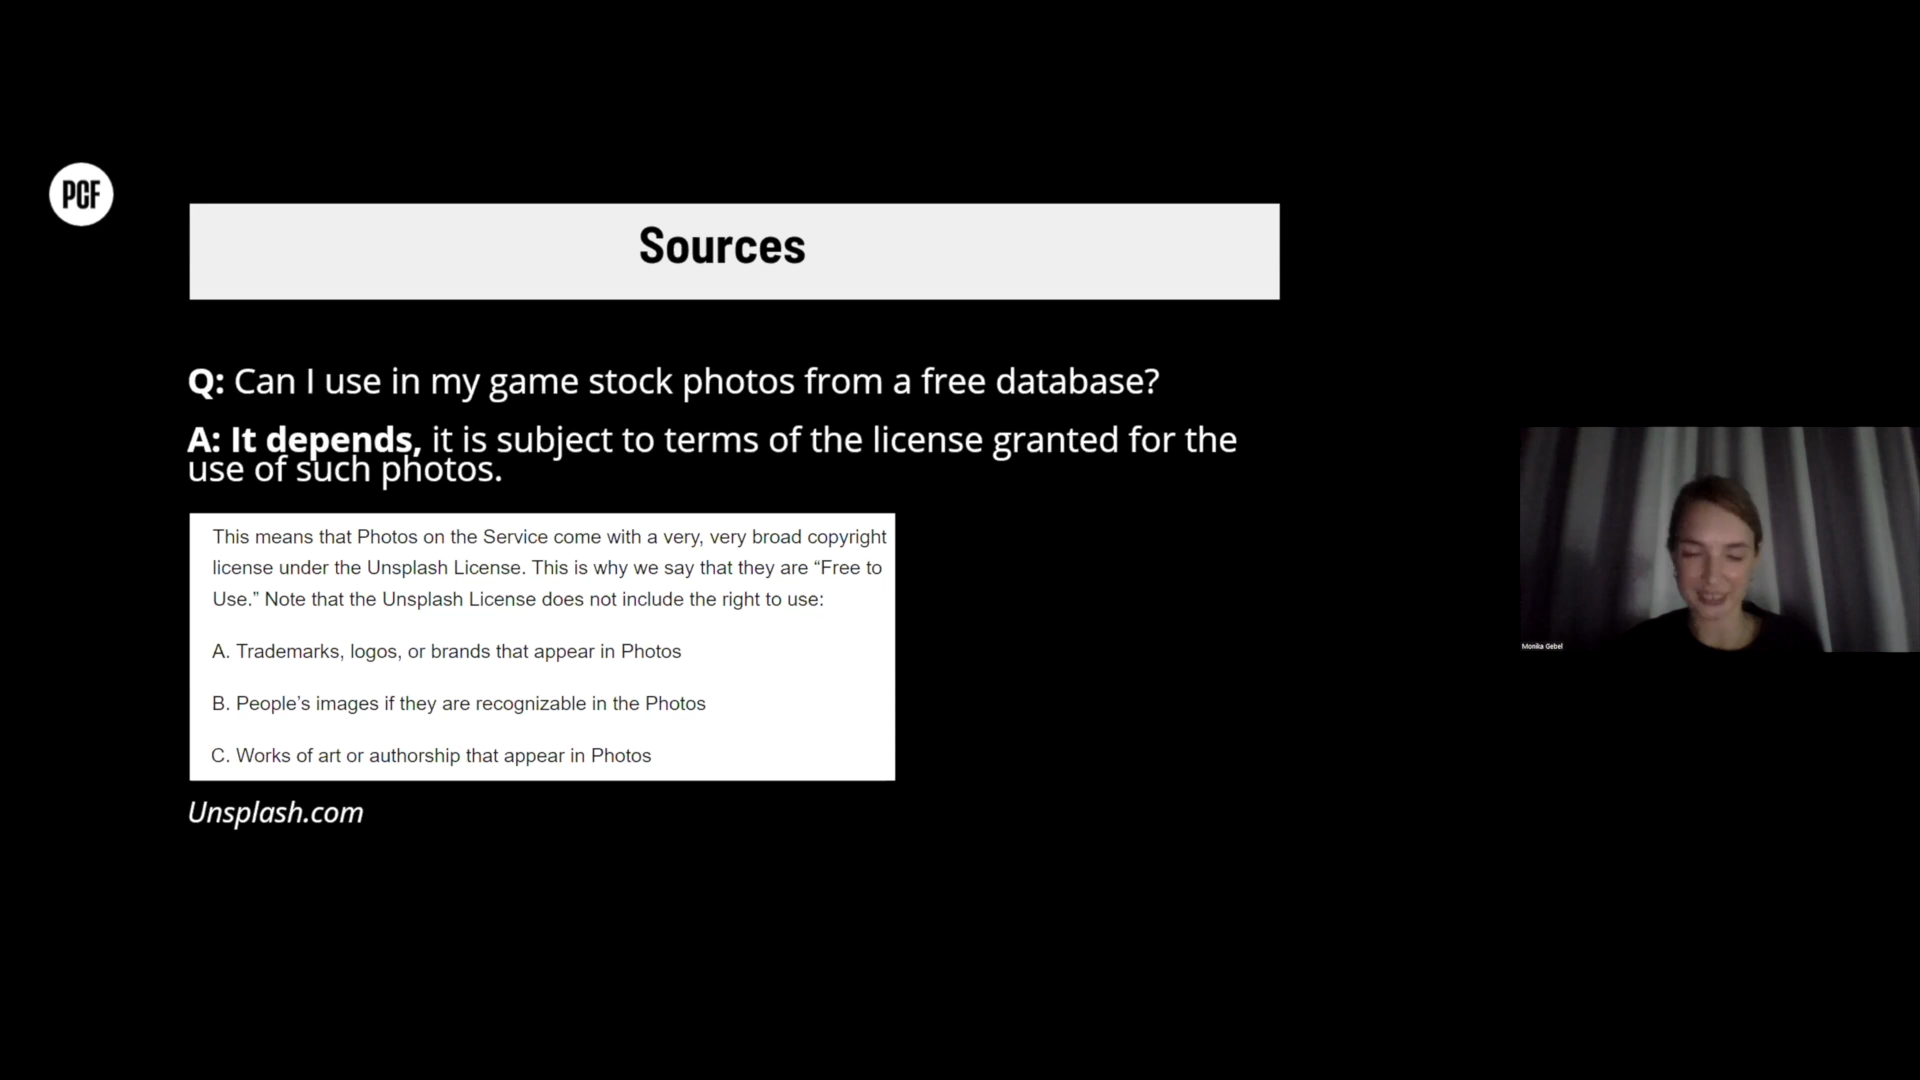 PCF
Sources
Q: Can I use in my game stock photos from a free database?
A: It depends, it is subject to terms of the license granted for the
use of such photos.
This means that Photos on the Service come with a very, very broad copyright
license under the Unsplash License. This is why we say that they are “Free to
Use.” Note that the Unsplash License does not include the right to use:
A. Trademarks, logos, or brands that appear in Photos
B. People’s images if they are recognizable in the Photos
C. Works of art or authorship that appear in Photos
Unsplash.com
Monika Gebel